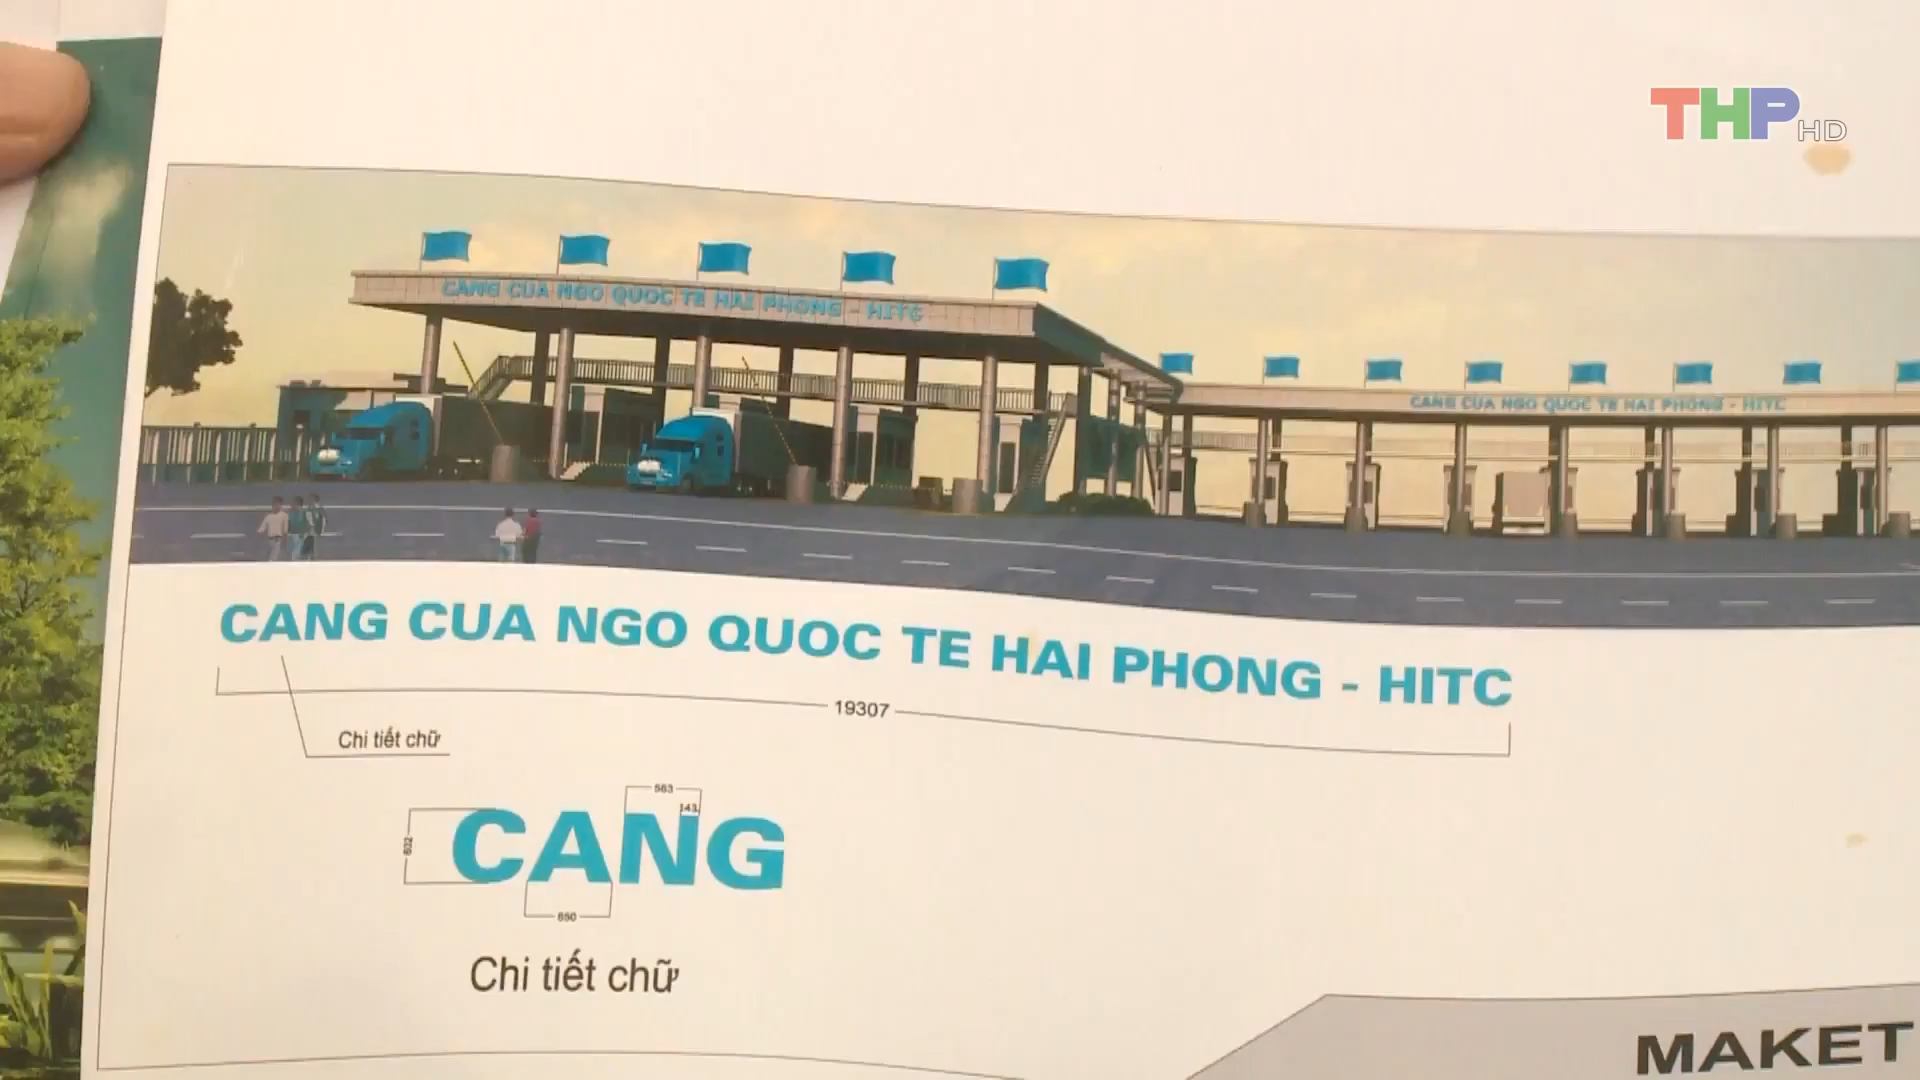 THP HD
CANG CUA NGO QUOC TE HAI PHONG - HITC
CANG CUA NGO QUOC TE HAI PHONG - HITC
CANG CUA NGO QUOC TE HAI PHONG - HITC
19307
Chi tiết chữ
563
143
CANG
602
650
Chi tiết chữ
MAKET